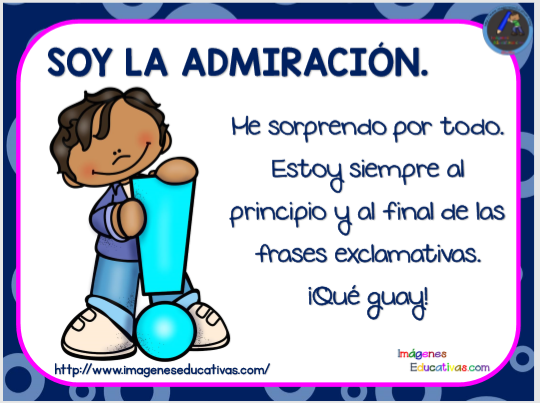 SOY LA ADMIRACIÓN.
Me sorprendo por todo.
Estoy siempre al
principio y al final de las
frases exclamativas.
¡Qué guay!
Imágenes
Educativas.com
http://www.imageneseducativas.com/